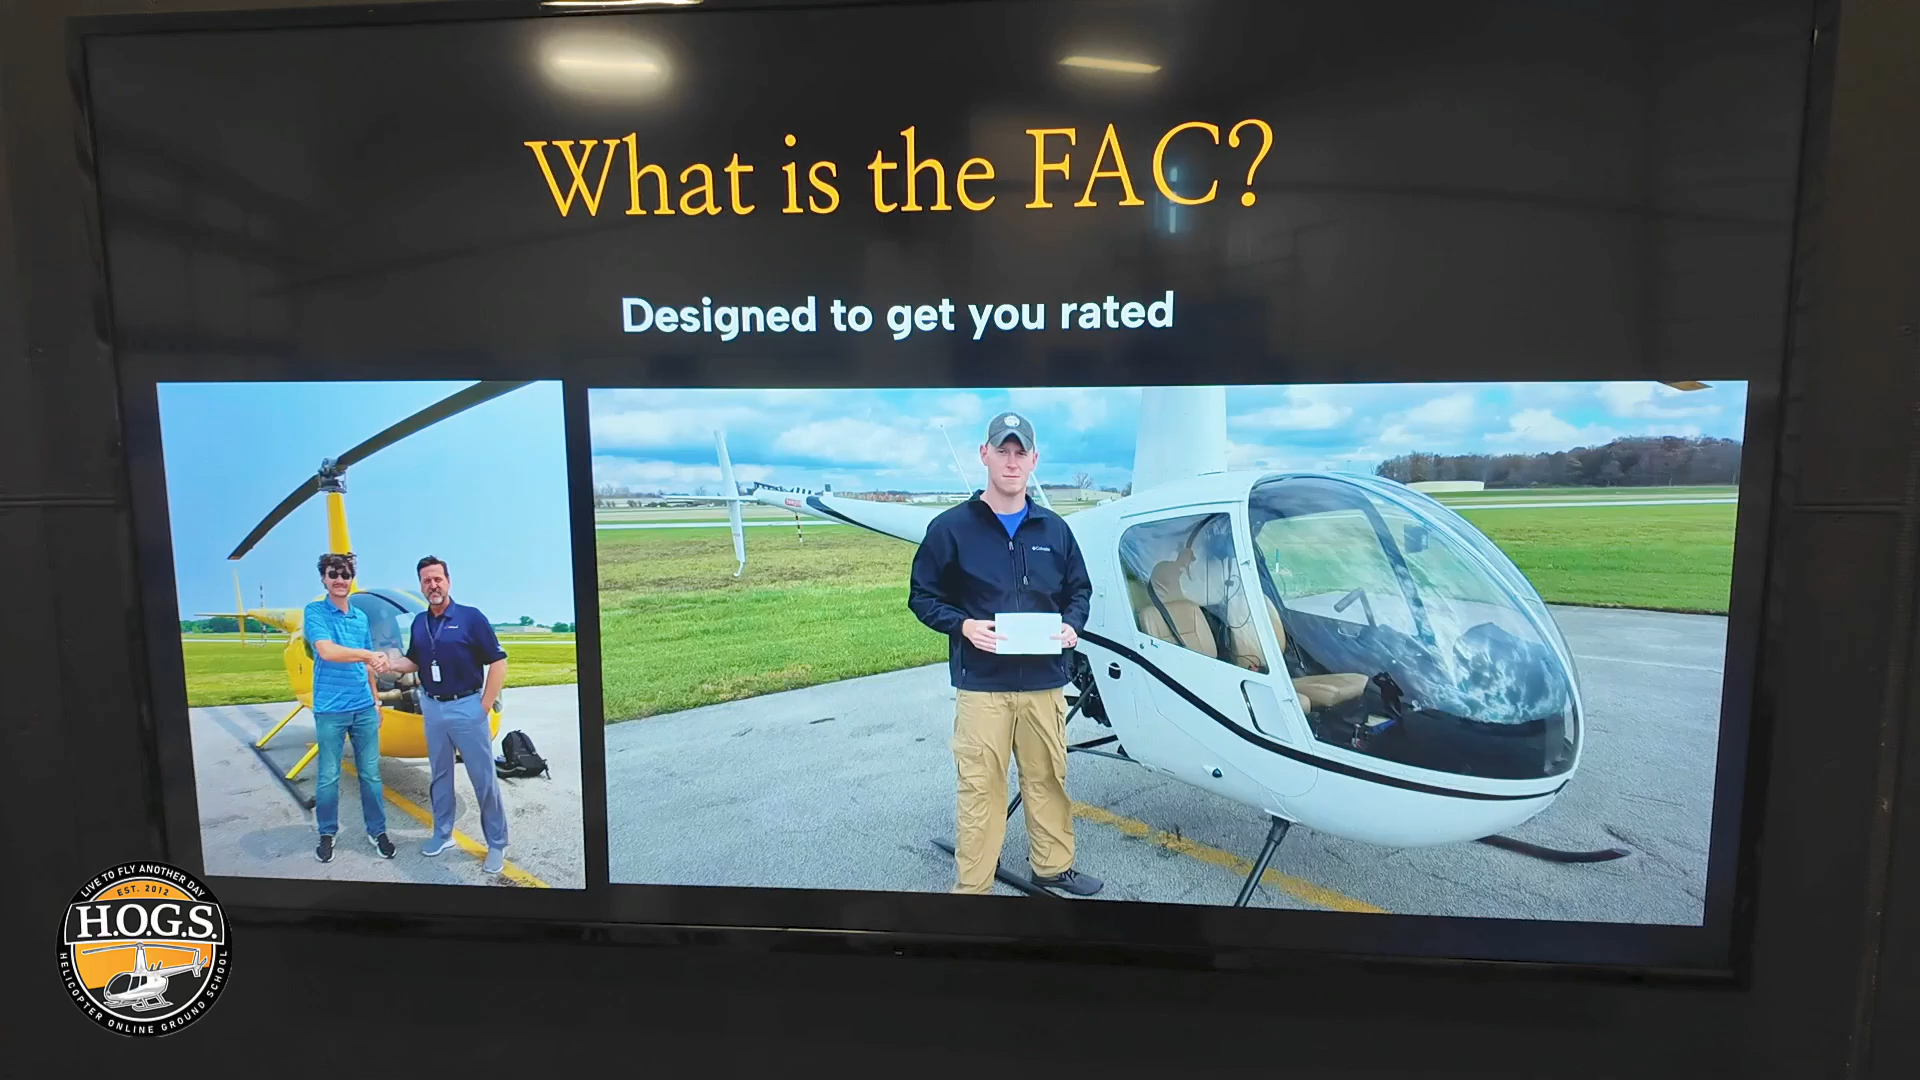 What is the FAC?
Designed to get you rated
Columbia
LIVE TO FLY ANOTHER DAY
EST. 2012
H.O.G.S.
HELICOPTER ONLINE GROUND SCHOOL